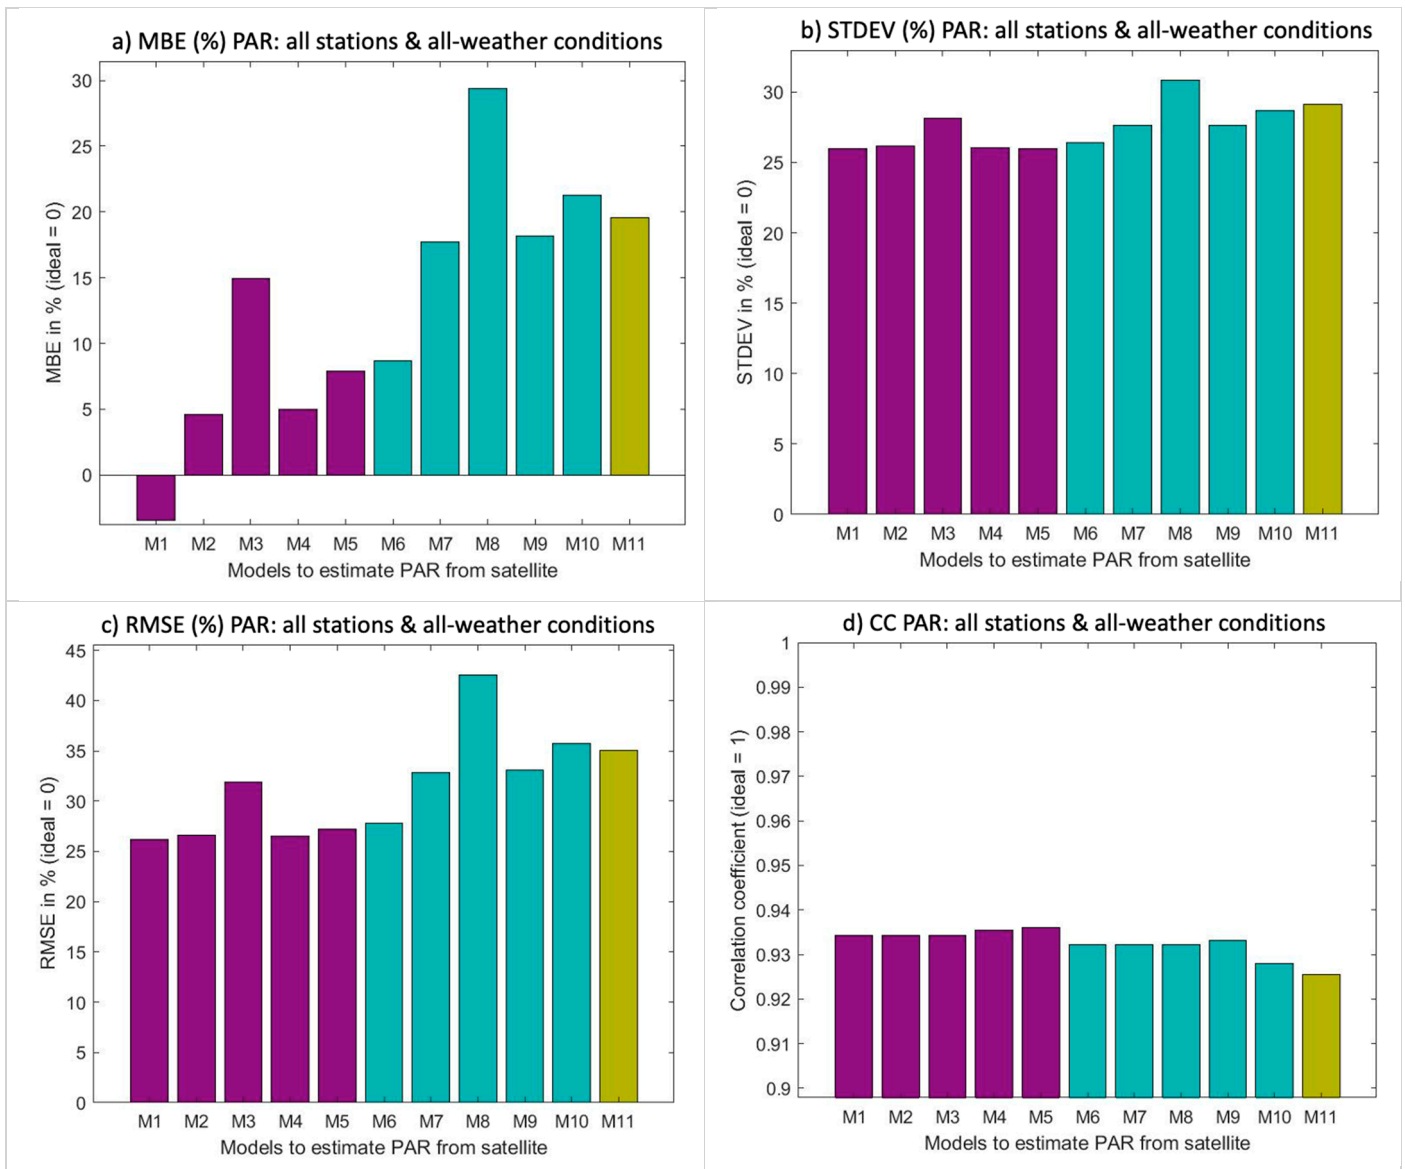 a) MBE (%) PAR: all stations & all-weather conditions
30
25
20
15
10
5
0
MBE in % (ideal = 0)
M1 M2 M3 M4 M5 M6 M7 M8 M9 M10 M11
Models to estimate PAR from satellite
b) STDEV (%) PAR: all stations & all-weather conditions
30
25
20
15
10
5
0
STDEV in % (ideal = 0)
M1 M2 M3 M4 M5 M6 M7 M8 M9 M10 M11
Models to estimate PAR from satellite
c) RMSE (%) PAR: all stations & all-weather conditions
45
40
35
30
25
20
15
10
5
0
RMSE in % (ideal = 0)
M1 M2 M3 M4 M5 M6 M7 M8 M9 M10 M11
Models to estimate PAR from satellite
d) CC PAR: all stations & all-weather conditions
1
0.99
0.98
0.97
0.96
0.95
0.94
0.93
0.92
0.91
0.9
Correlation coefficient (ideal = 1)
M1 M2 M3 M4 M5 M6 M7 M8 M9 M10 M11
Models to estimate PAR from satellite